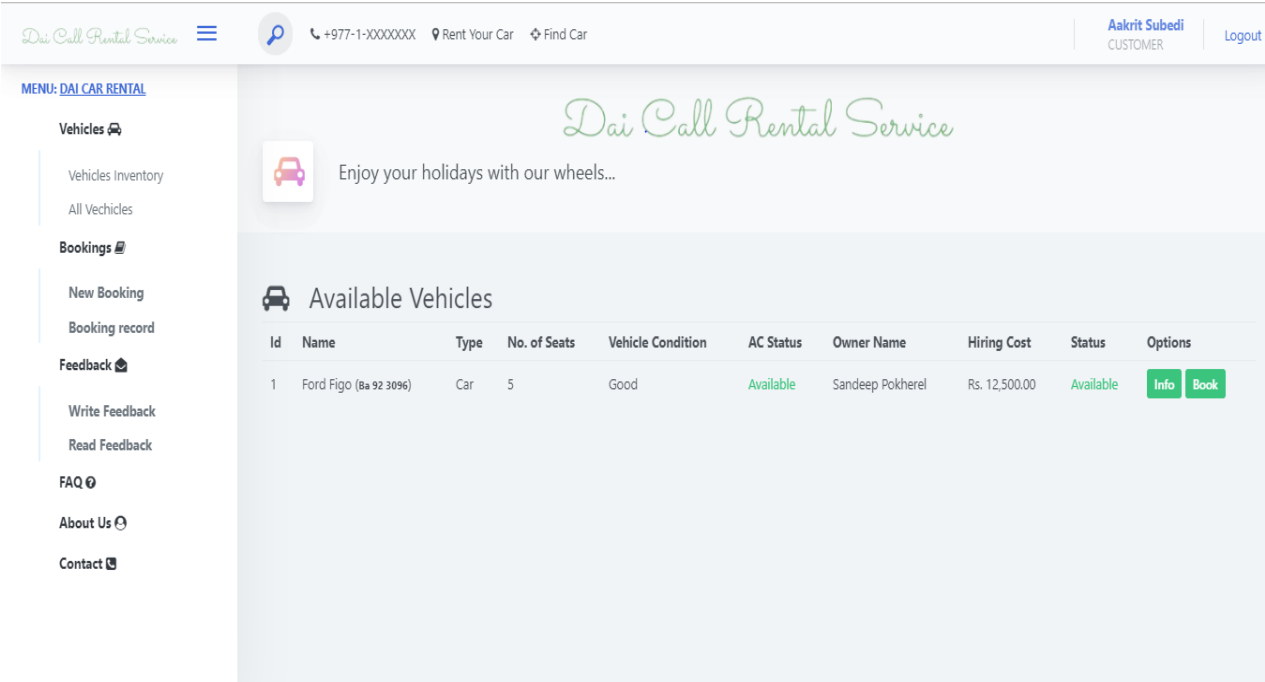 Dai Call Rental Service
+977-1-XXXXXXX Rent Your Car Find Car
Aakrit Subedi
CUSTOMER
Logout
MENU: DAI CAR RENTAL
Vehicles
Vehicles Inventory
All Vechicles
Bookings
New Booking
Booking record
Feedback
Write Feedback
Read Feedback
FAQ
About Us
Contact
Dai Call Rental Service
Enjoy your holidays with our wheels...
Available Vehicles
Id Name Type No. of Seats Vehicle Condition AC Status Owner Name Hiring Cost Status Options
1 Ford Figo (Ba 92 3096) Car 5 Good Available Sandeep Pokherel Rs. 12,500.00 Available Info Book